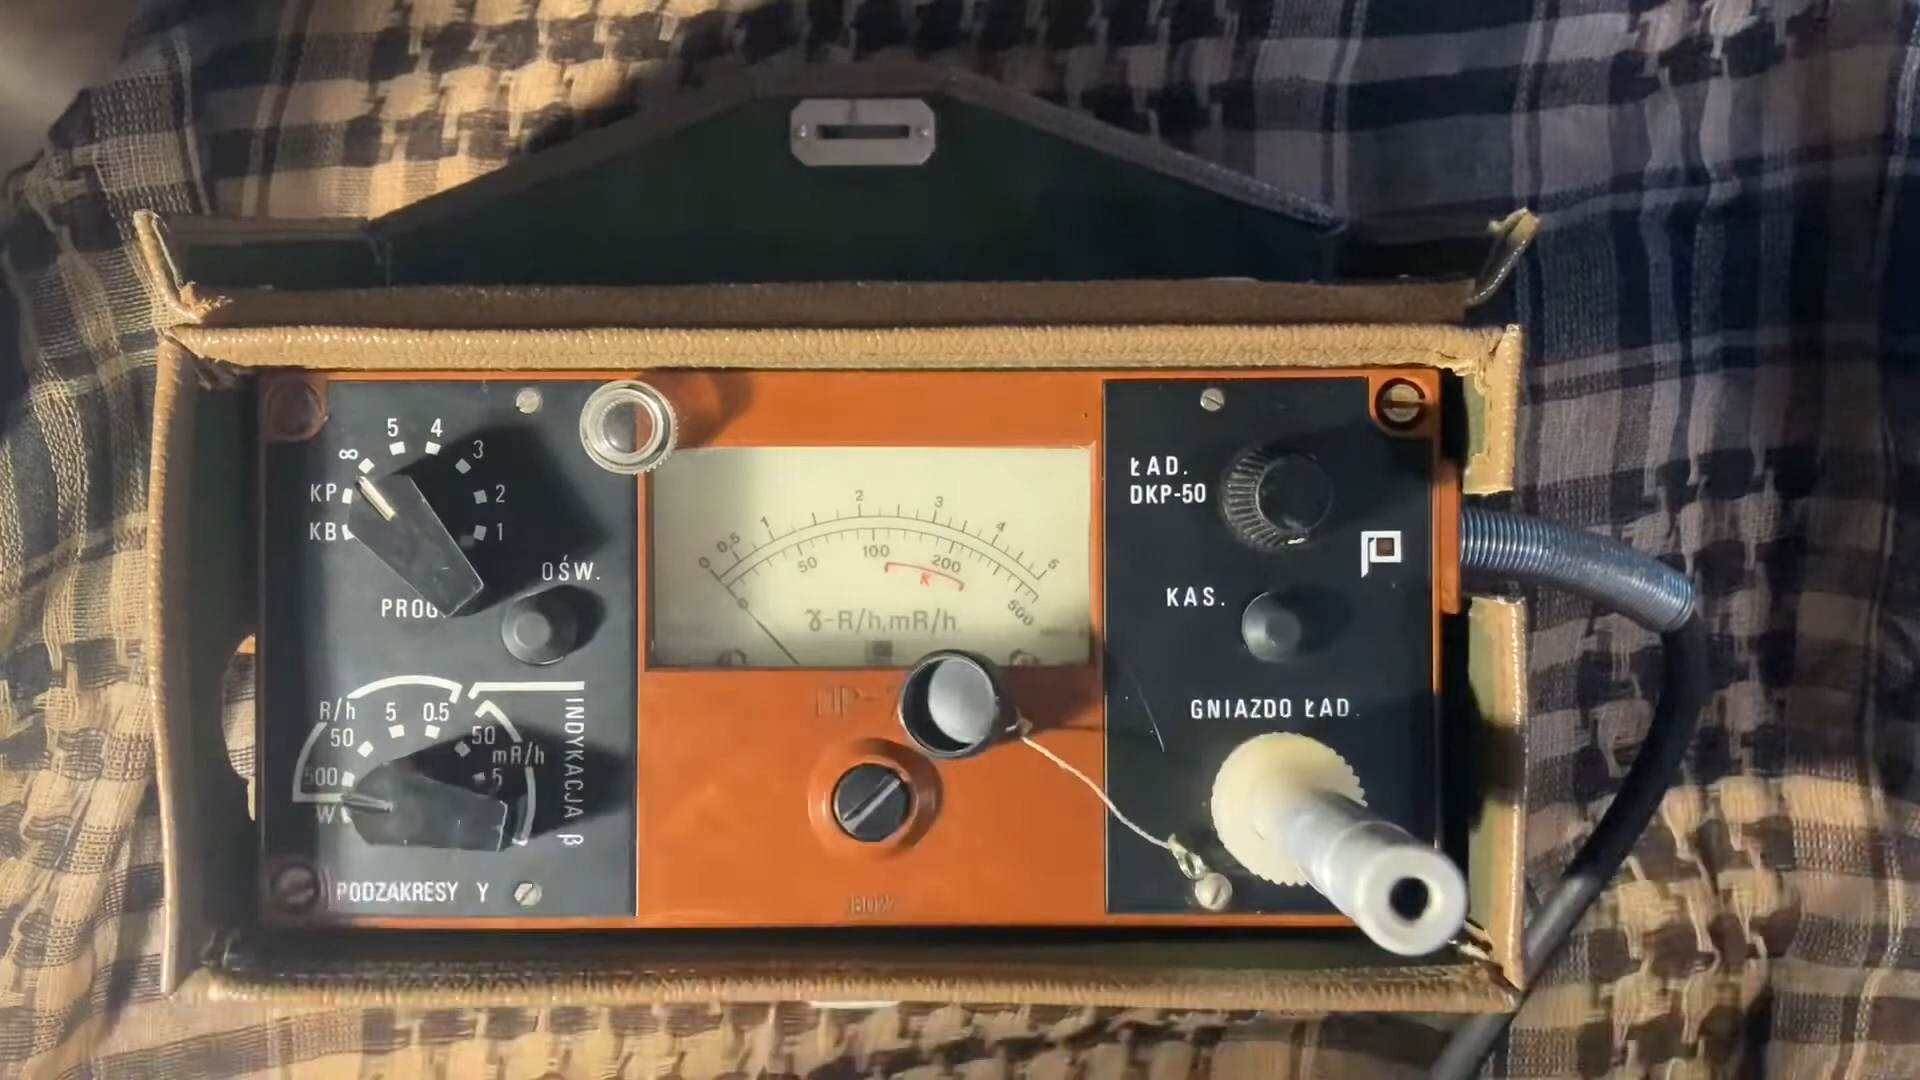 ∞ 5 4 3
KP 2
KB 1
OŚW.
R/h 5 0.5
50 50
mR/h
500 5
W
INDYKACJA β
PODZAKRESY Y
0 0,5 1 2 3 4 5
0 50 100 200 500
K
ɣ-R/h,mR/h
ŁAD.
DKP-50
KAS.
GNIAZDO ŁAD.